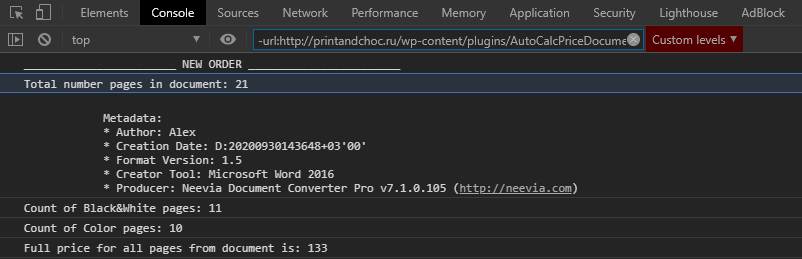 Elements Console Sources Network Performance Memory Application Security Lighthouse AdBlock
top -url:http://printandchoc.ru/wp-content/plugins/AutoCalcPriceDocume Custom levels
_______________________ NEW ORDER _______________________
Total number pages in document: 21
Metadata:
* Author: Alex
* Creation Date: D:20200930143648+03'00'
* Format Version: 1.5
* Creator Tool: Microsoft Word 2016
* Producer: Neevia Document Converter Pro v7.1.0.105 (http://neevia.com)
Count of Black&White pages: 11
Count of Color pages: 10
Full price for all pages from document is: 133